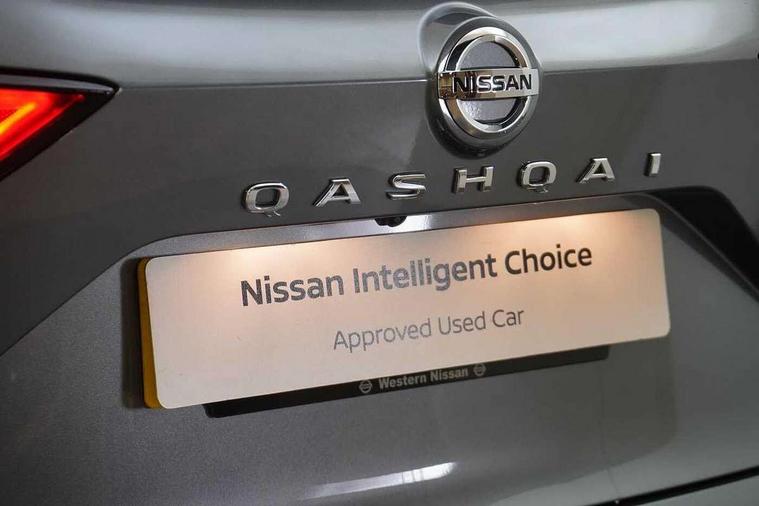 NISSAN
QASHQAI
Nissan Intelligent Choice
Approved Used Car
Western Nissan